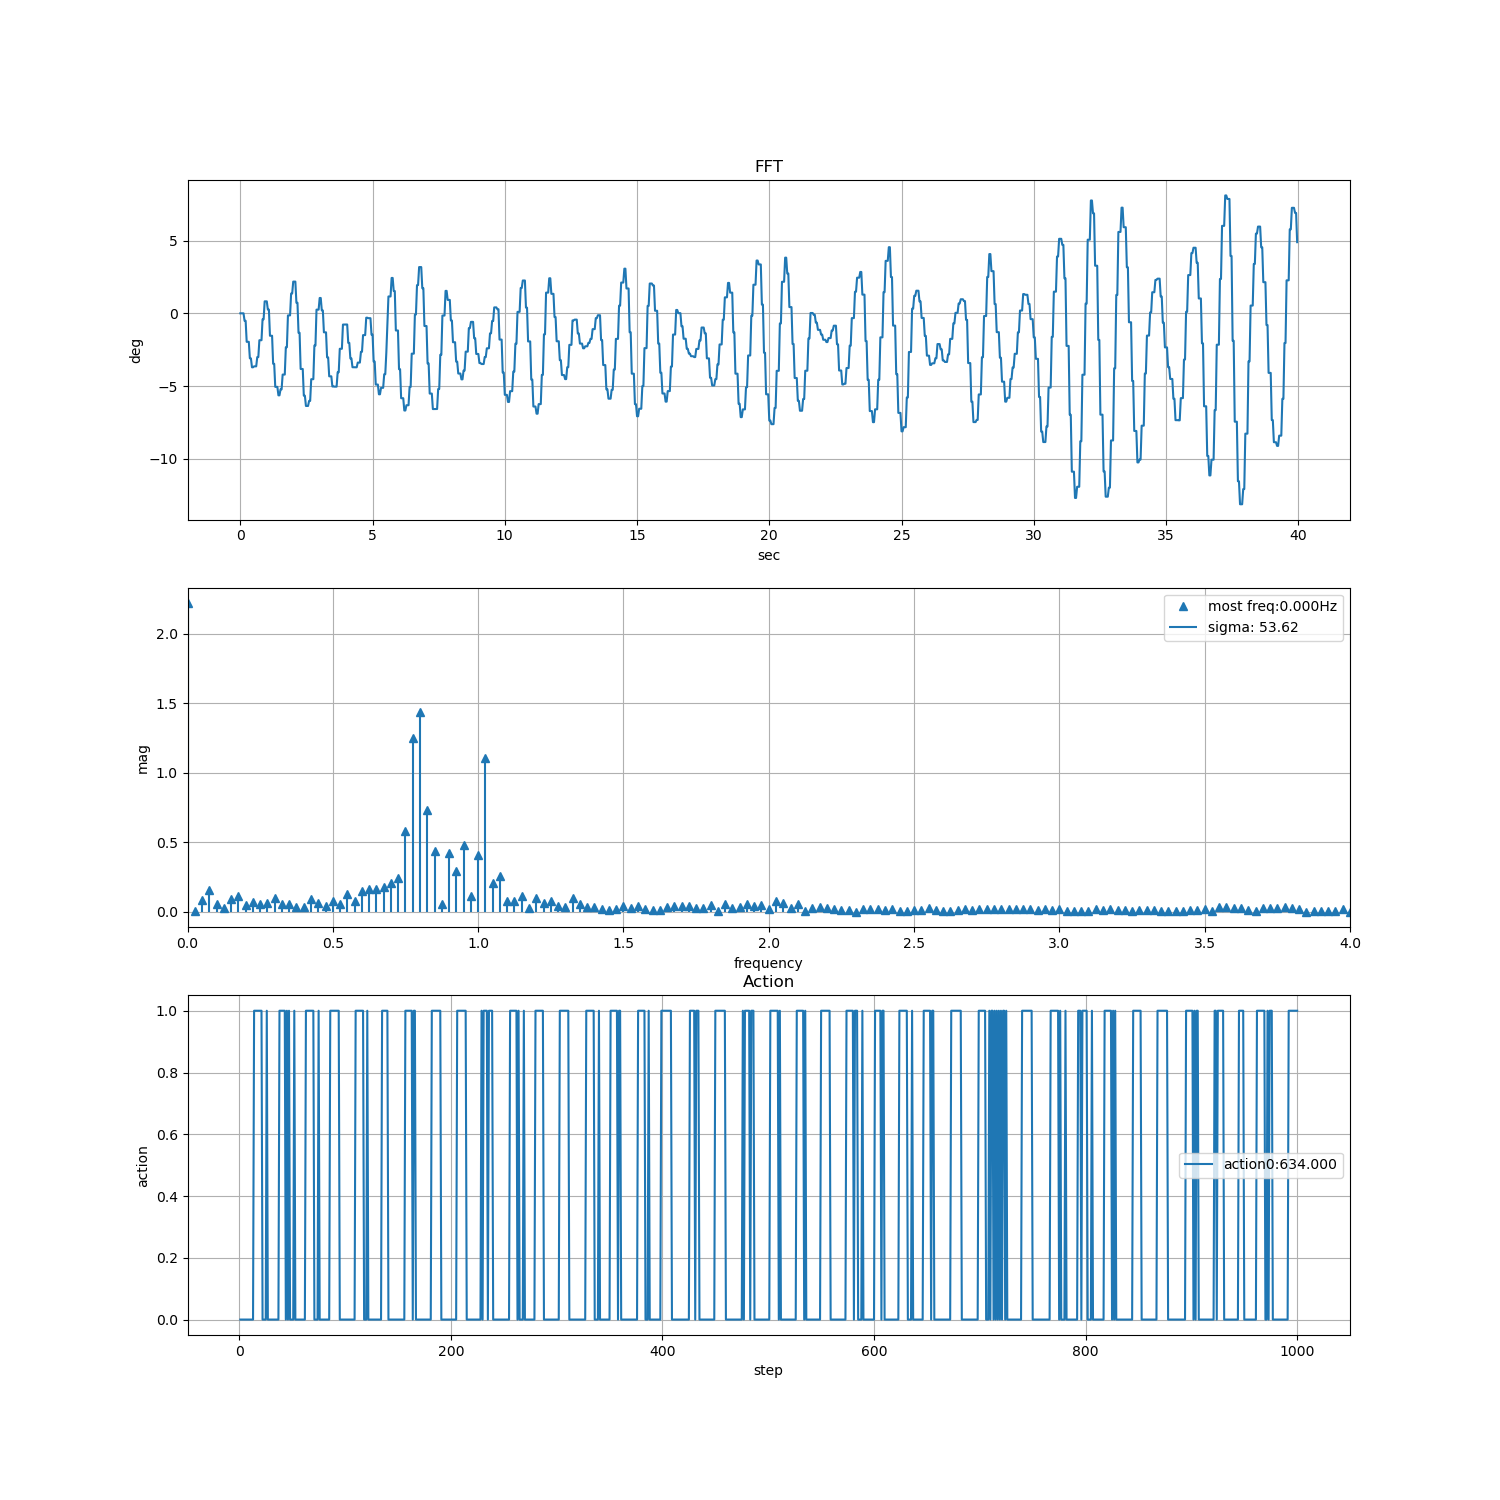 FFT
5
0
−5
−10
deg
0 5 10 15 20 25 30 35 40
sec
2.0
1.5
1.0
0.5
0.0
mag
most freq:0.000Hz
sigma: 53.62
0.0 0.5 1.0 1.5 2.0 2.5 3.0 3.5 4.0
frequency
Action
1.0
0.8
0.6
0.4
0.2
0.0
action
action0:634.000
0 200 400 600 800 1000
step